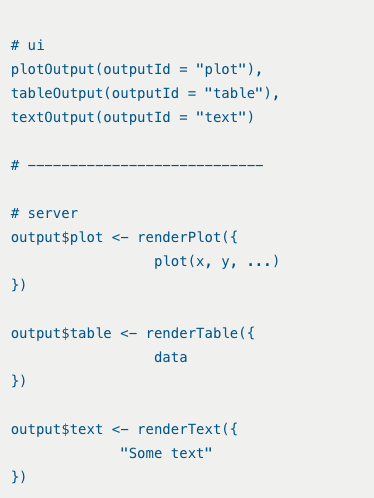 # ui
plotOutput(outputId = "plot"),
tableOutput(outputId = "table"),
textOutput(outputId = "text")
# ----------------------------
# server
output$plot <- renderPlot({
                 plot(x, y, ...)
})
output$table <- renderTable({
                 data
})
output$text <- renderText({
             "Some text"
})